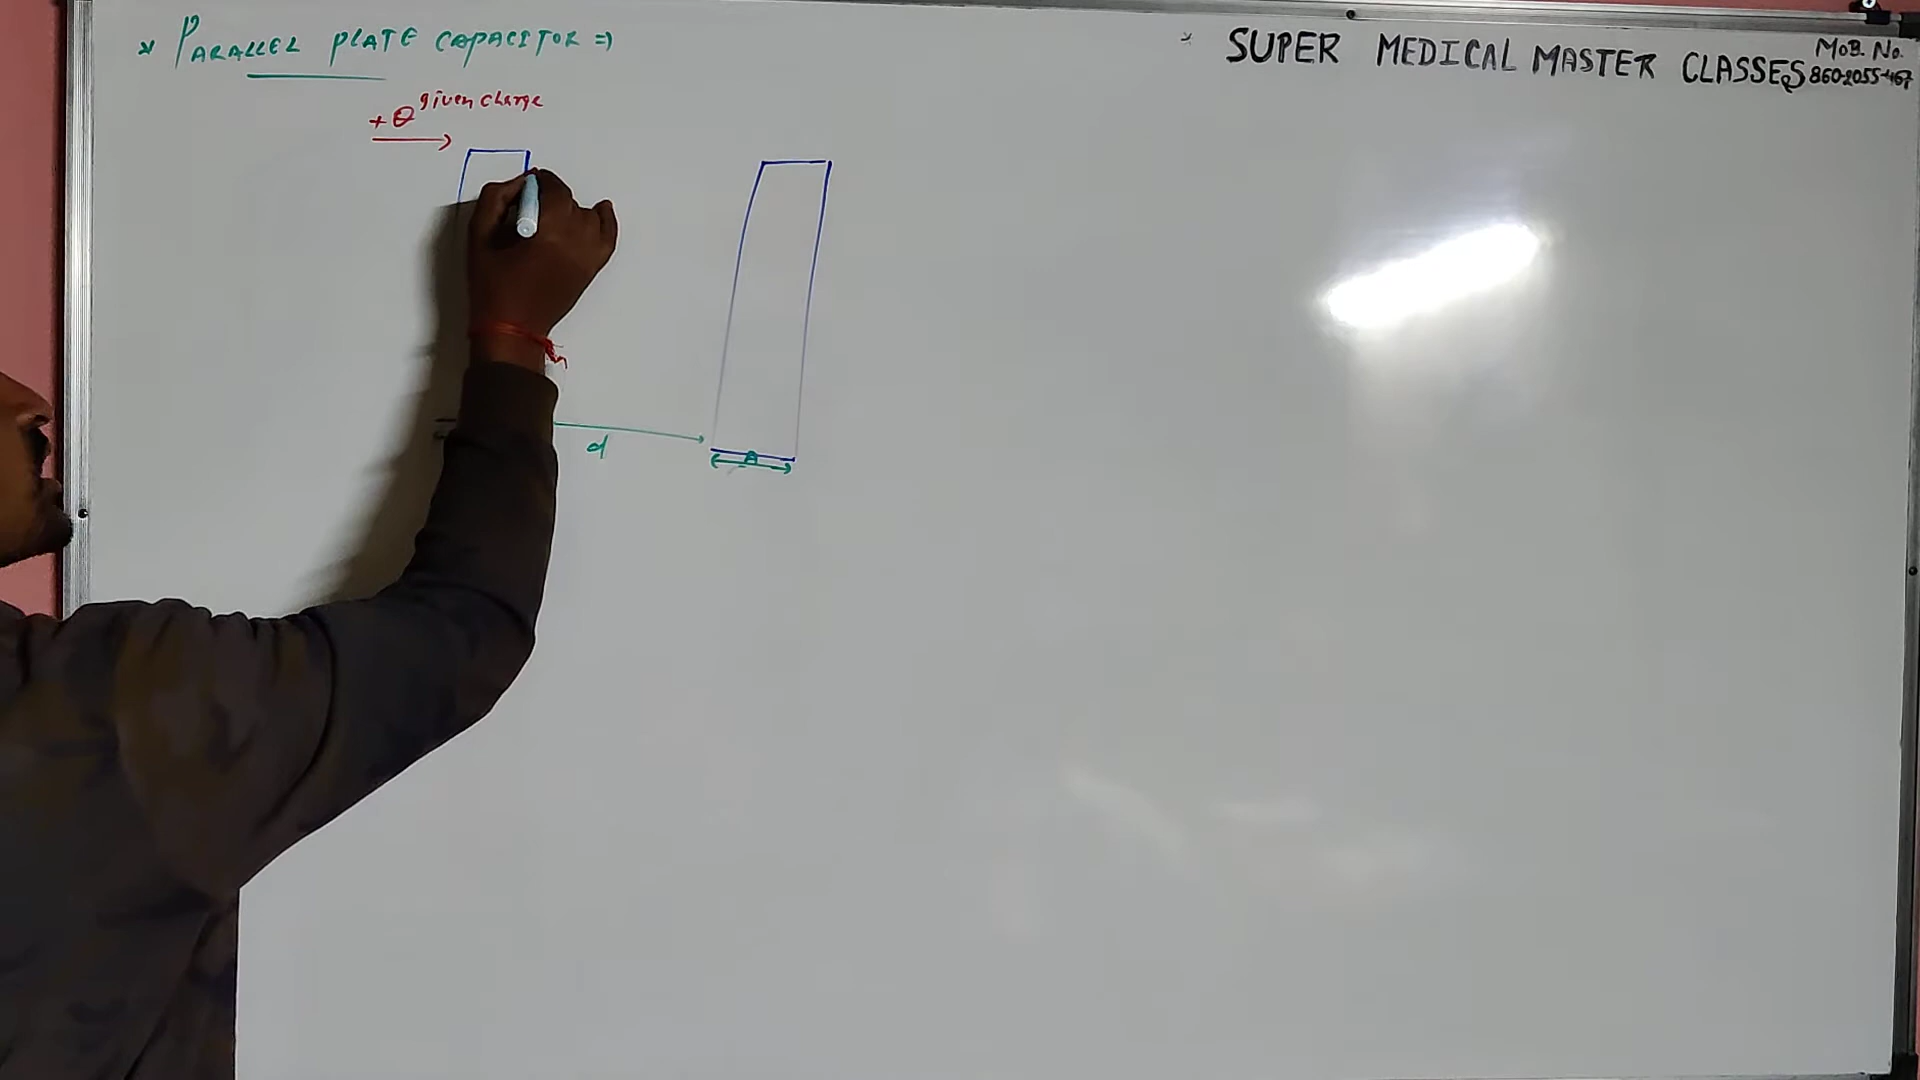 * PARALLEL PLATE CAPACITOR ⇒
* SUPER MEDICAL MASTER CLASSES
MOB. No.
860-2055-467
given charge
+Q
d
A